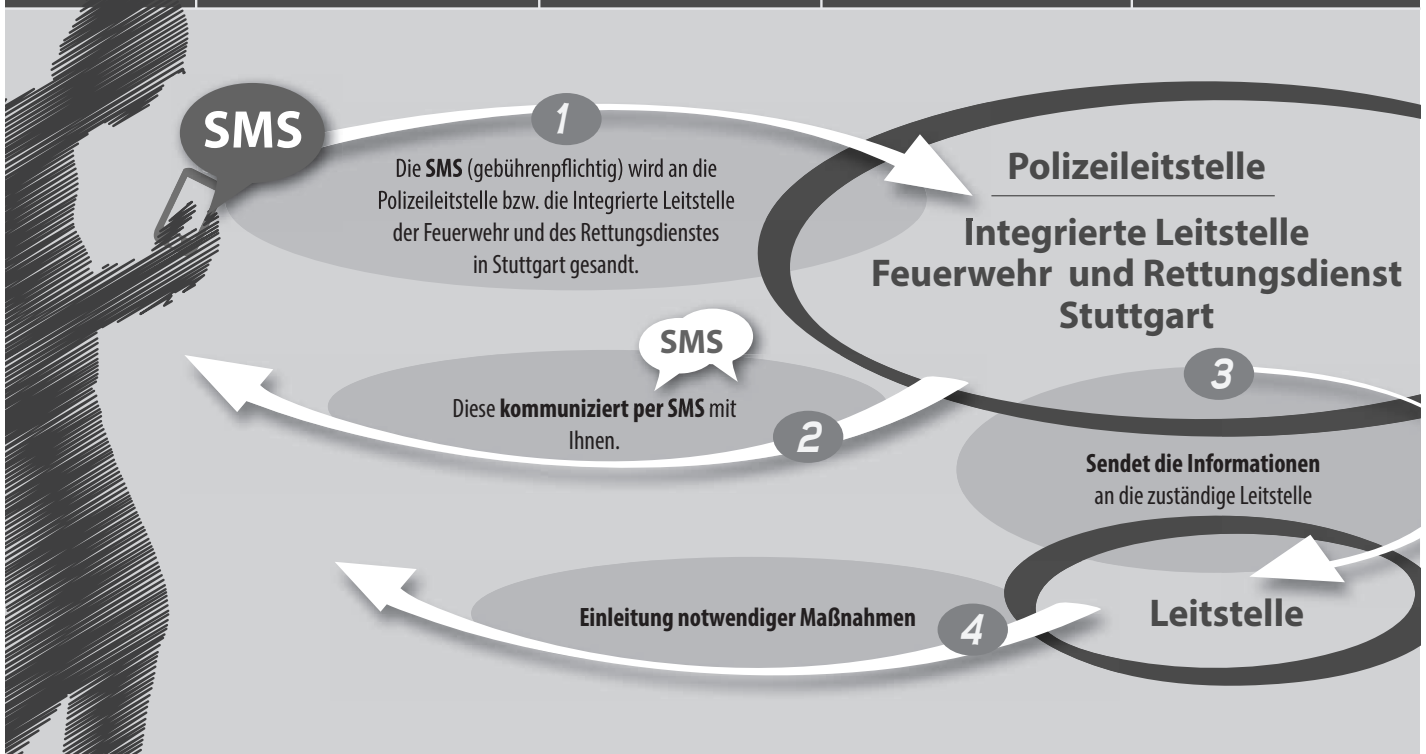 SMS
1
Die SMS (gebührenpflichtig) wird an die
Polizeileitstelle bzw. die Integrierte Leitstelle
der Feuerwehr und des Rettungsdienstes
in Stuttgart gesandt.
Polizeileitstelle
Integrierte Leitstelle
Feuerwehr und Rettungsdienst
Stuttgart
SMS
Diese kommuniziert per SMS mit
Ihnen.
2
3
Sendet die Informationen
an die zuständige Leitstelle
Einleitung notwendiger Maßnahmen
4
Leitstelle